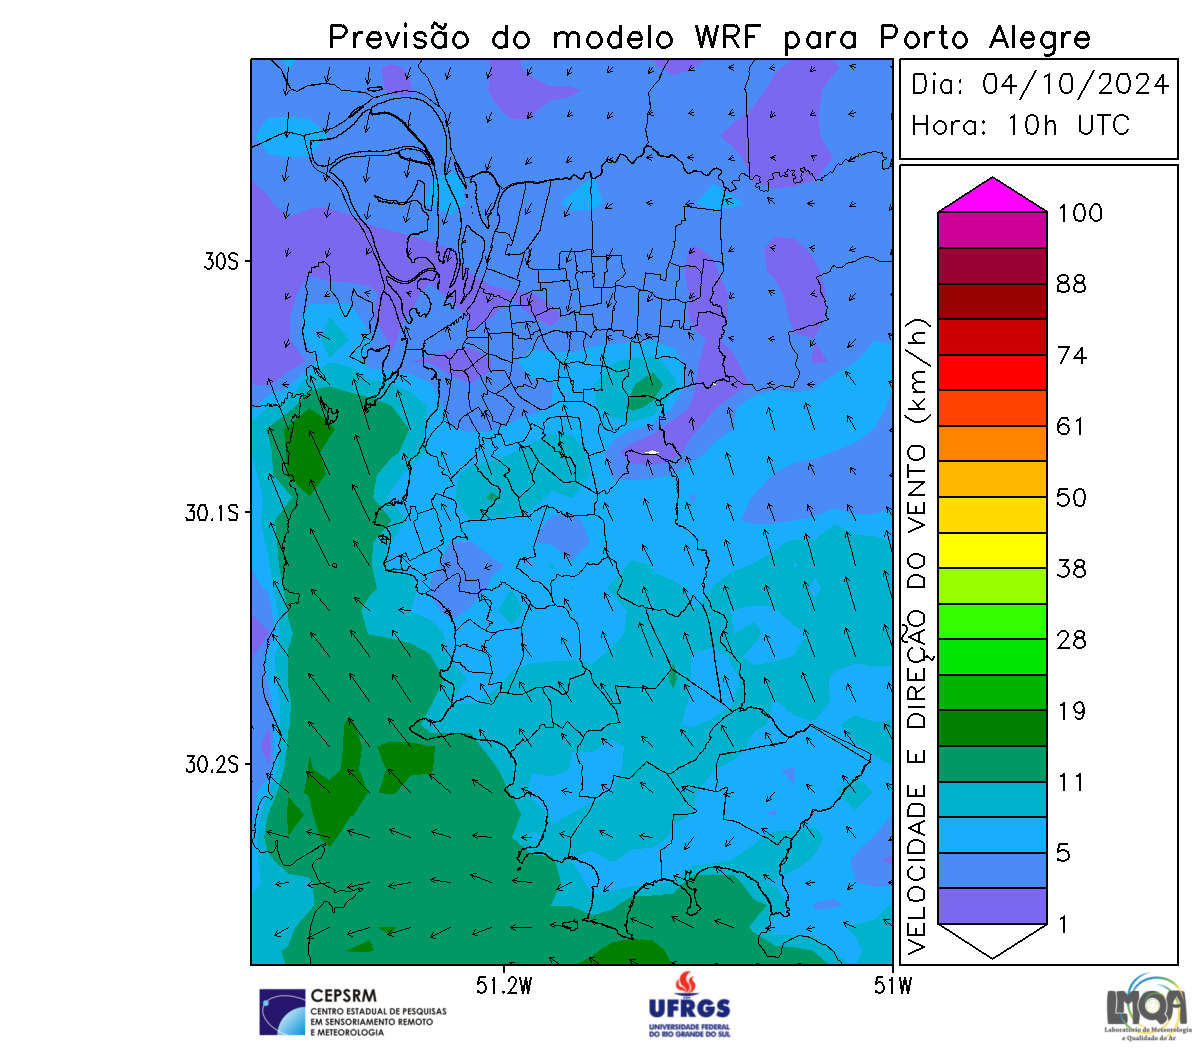 Previsão do modelo WRF para Porto Alegre
Dia: 04/10/2024
Hora: 10h UTC
30S
30.1S
30.2S
51.2W
51W
VELOCIDADE E DIREÇÃO DO VENTO (km/h)
100
88
74
61
50
38
28
19
11
5
1
CEPSRM
CENTRO ESTADUAL DE PESQUISAS
EM SENSORIAMENTO REMOTO
E METEOROLOGIA
UFRGS
UNIVERSIDADE FEDERAL
DO RIO GRANDE DO SUL
LMQA
Laboratório de Meteorologia
e Qualidade do Ar